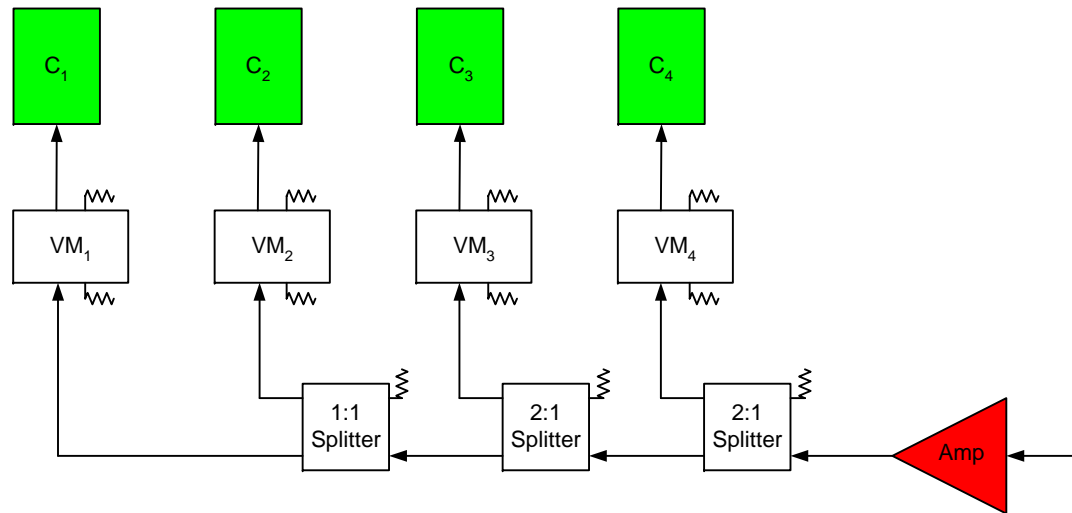 C₁
C₂
C₃
C₄
VM₁
VM₂
VM₃
VM₄
1:1
Splitter
2:1
Splitter
2:1
Splitter
Amp